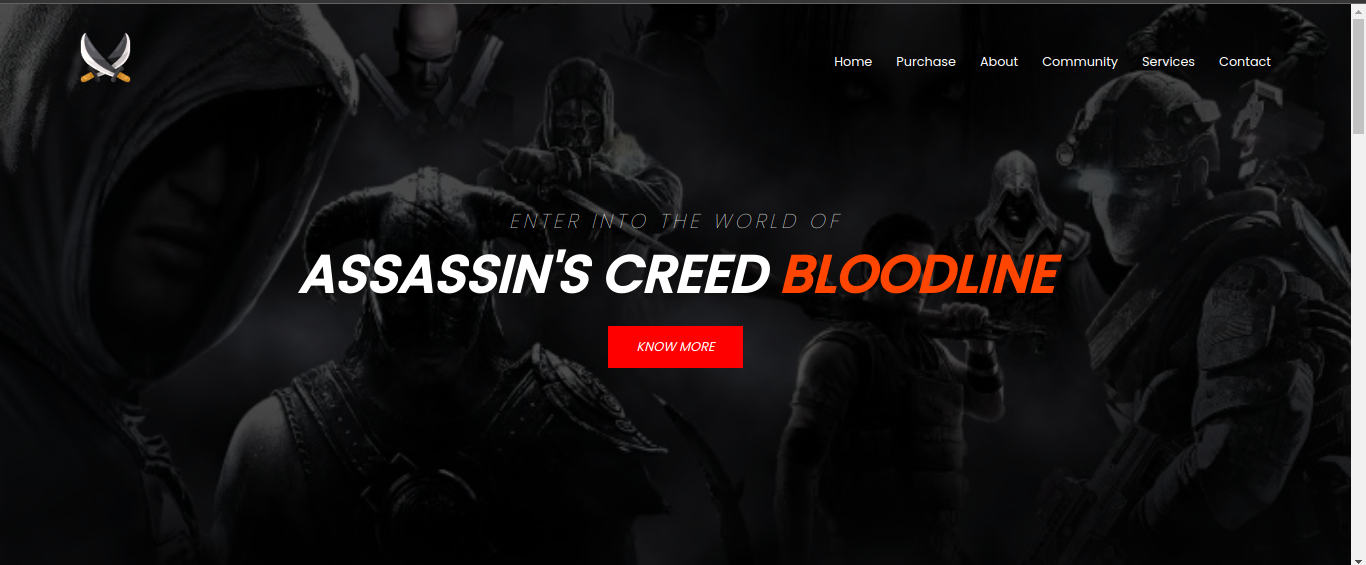 Home Purchase About Community Services Contact
ENTER INTO THE WORLD OF
ASSASSIN'S CREED BLOODLINE
KNOW MORE